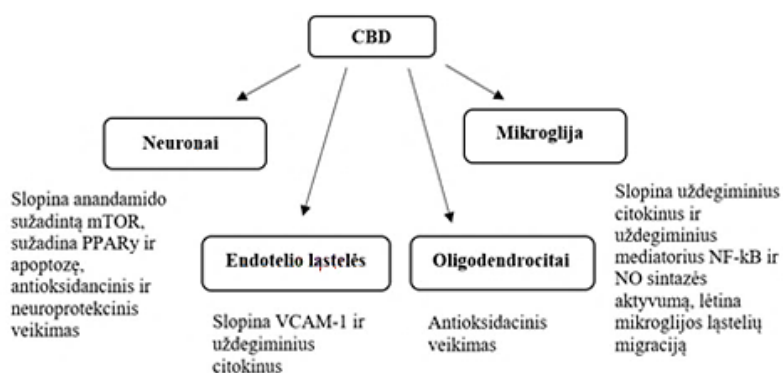 CBD
Neuronai
Mikroglija
Slopina anandamido
sužadintą mTOR,
sužadina PPARy ir
apoptozę,
antioksidancinis ir
neuroprotekcinis
veikimas
Endotelio ląstelės
Slopina VCAM-1 ir
uždegiminius
citokinus
Oligodendrocitai
Antioksidacinis
veikimas
Slopina uždegiminius
citokinus ir
uždegiminius
mediatorius NF-kB ir
NO sintazės
aktyvumą, lėtina
mikroglijos ląstelių
migraciją